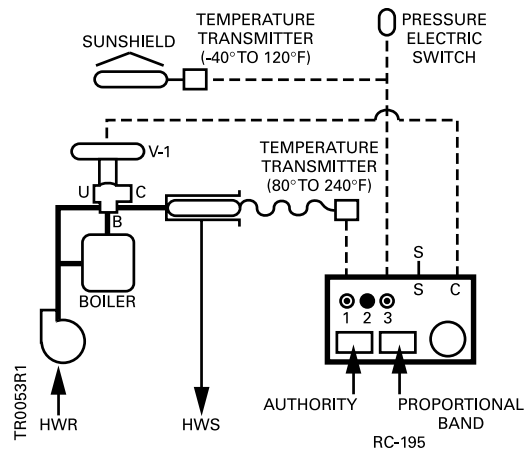 TEMPERATURE
TRANSMITTER
(-40° TO 120°F)
PRESSURE
ELECTRIC
SWITCH
SUNSHIELD
V-1
U
C
B
TEMPERATURE
TRANSMITTER
(80° TO 240°F)
BOILER
S
S
C
1
2
3
AUTHORITY
PROPORTIONAL
BAND
RC-195
HWR
HWS
TR0053R1